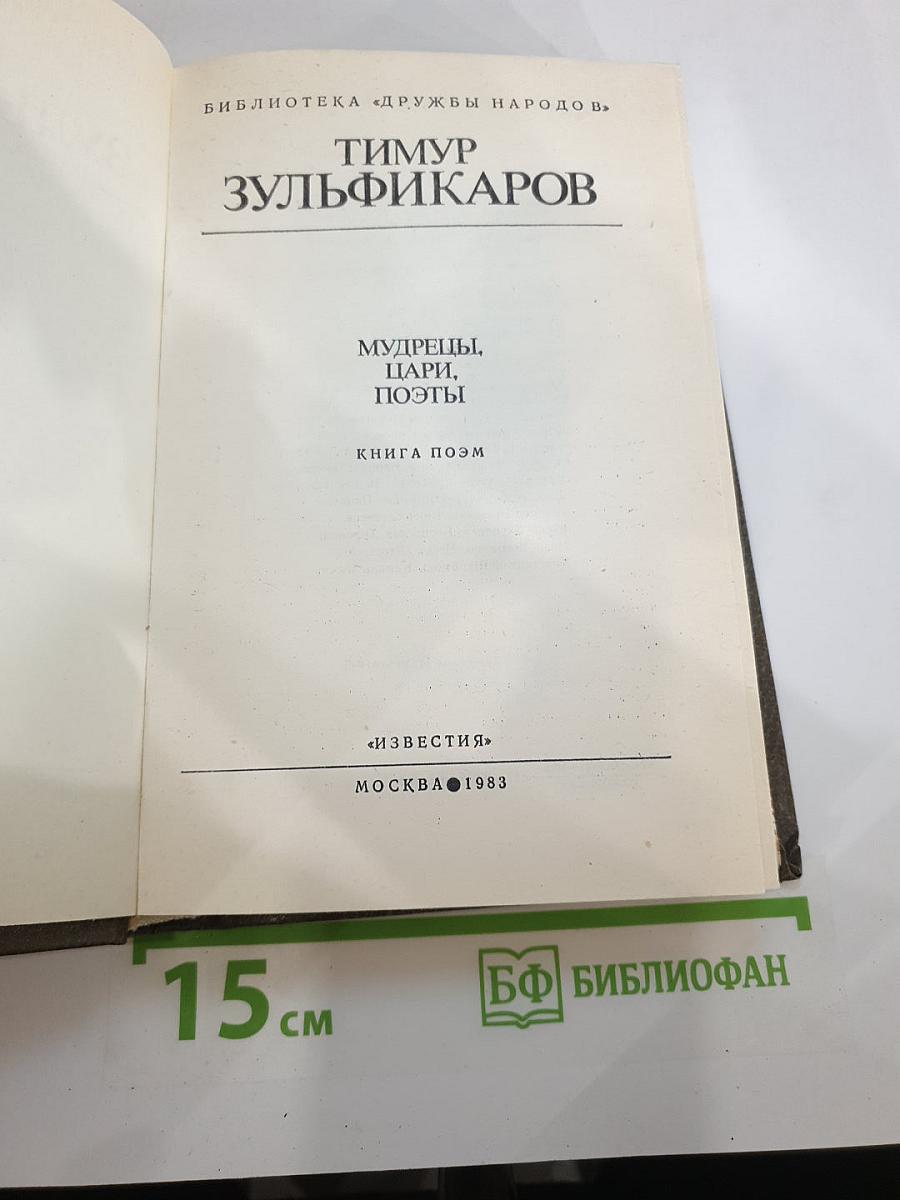 БИБЛИОТЕКА «ДРУЖБЫ НАРОДОВ»
ТИМУР
ЗУЛЬФИКАРОВ
МУДРЕЦЫ,
ЦАРИ,
ПОЭТЫ
КНИГА ПОЭМ
«ИЗВЕСТИЯ»
МОСКВА●1983
15 см
БФ БИБЛИОФАН